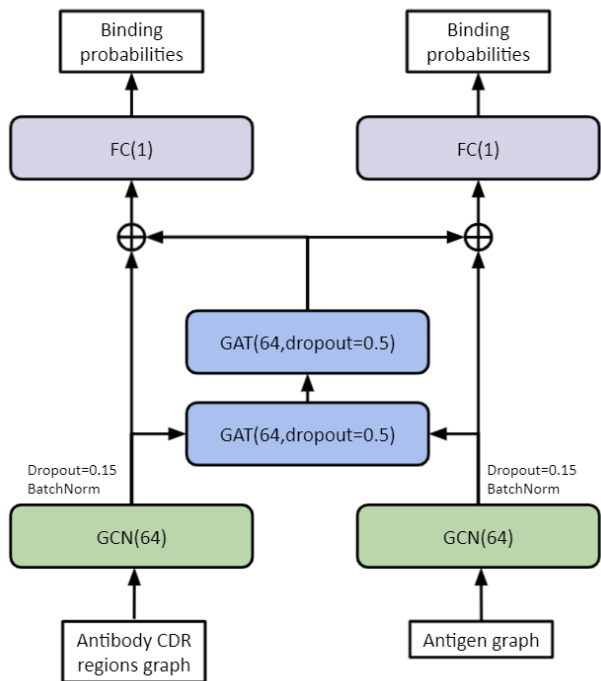 Binding
probabilities
Binding
probabilities
FC(1)
FC(1)
GAT(64,dropout=0.5)
GAT(64,dropout=0.5)
Dropout=0.15
BatchNorm
Dropout=0.15
BatchNorm
GCN(64)
GCN(64)
Antibody CDR
regions graph
Antigen graph